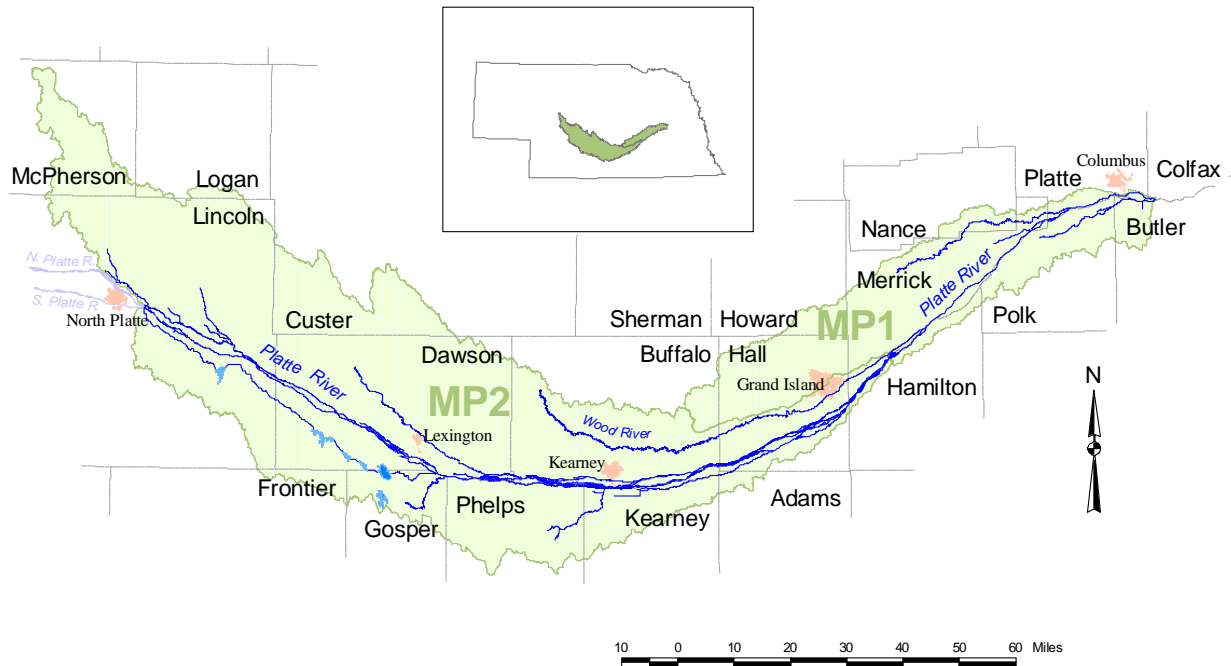 Columbus
McPherson
Logan
Platte
Colfax
Lincoln
Nance
Butler
N. Platte R.
Merrick
Platte River
S. Platte R
North Platte
Custer
Sherman
Howard
MP1
Polk
Platte River
Dawson
Buffalo
Hall
N
Grand Island
Hamilton
MP2
Wood River
Lexington
Kearney
Frontier
Phelps
Adams
Gosper
Kearney
10 0 10 20 30 40 50 60 Miles